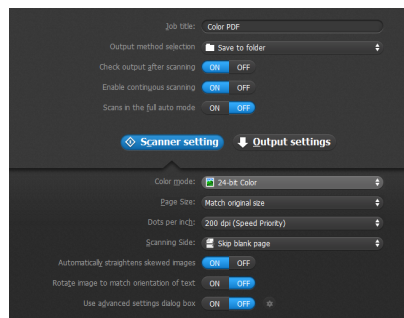 Job title: Color PDF
Output method selection Save to folder
Check output after scanning ON OFF
Enable continuous scanning ON OFF
Scans in the full auto mode ON OFF
Scanner setting Output settings
Color mode: 24-bit Color
Page Size: Match original size
Dots per inch: 200 dpi (Speed Priority)
Scanning Side: Skip blank page
Automatically straightens skewed images ON OFF
Rotate image to match orientation of text ON OFF
Use advanced settings dialog box ON OFF